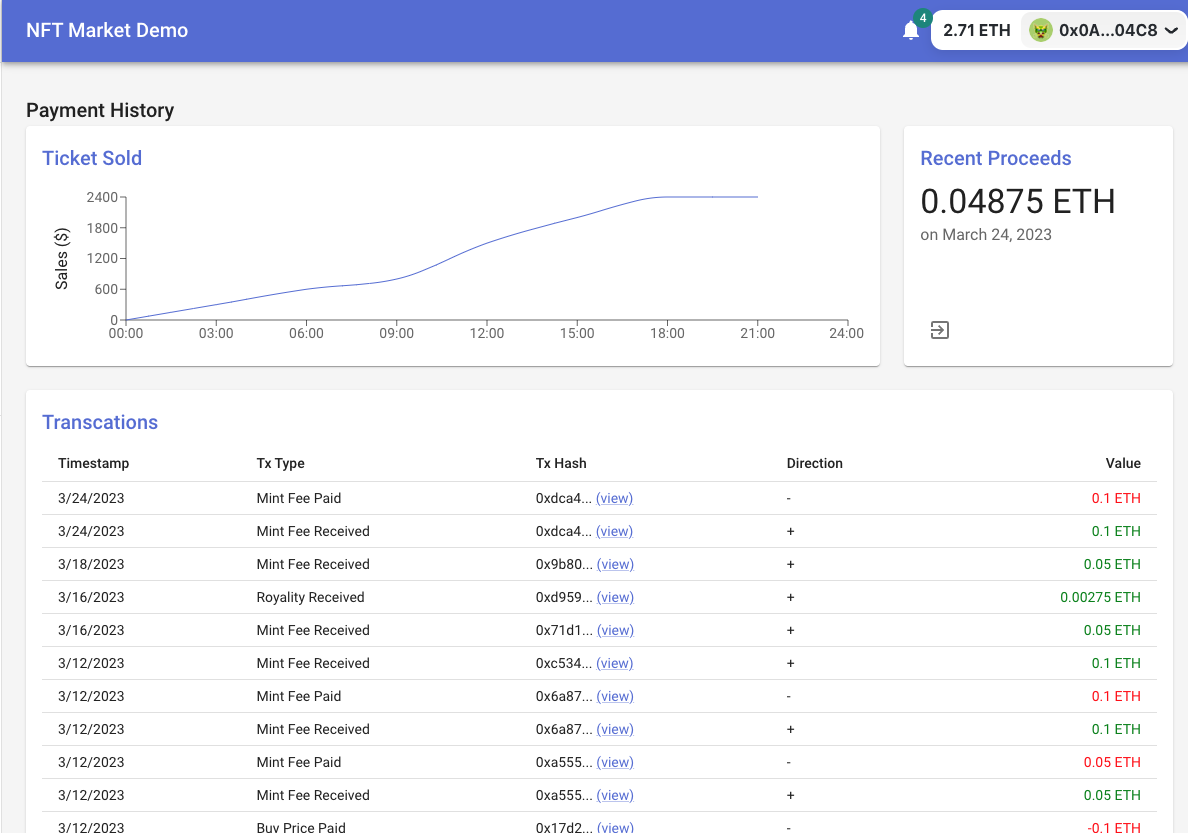 NFT Market Demo
4
2.71 ETH
0x0A...04C8
Payment History
Ticket Sold
Sales ($)
2400
1800
1200
600
0
00:00 03:00 06:00 09:00 12:00 15:00 18:00 21:00 24:00
Recent Proceeds
0.04875 ETH
on March 24, 2023
Transcations
Timestamp Tx Type Tx Hash Direction Value
3/24/2023 Mint Fee Paid 0xdca4... (view) - 0.1 ETH
3/24/2023 Mint Fee Received 0xdca4... (view) + 0.1 ETH
3/18/2023 Mint Fee Received 0x9b80... (view) + 0.05 ETH
3/16/2023 Royality Received 0xd959... (view) + 0.00275 ETH
3/16/2023 Mint Fee Received 0x71d1... (view) + 0.05 ETH
3/12/2023 Mint Fee Received 0xc534... (view) + 0.1 ETH
3/12/2023 Mint Fee Paid 0x6a87... (view) - 0.1 ETH
3/12/2023 Mint Fee Received 0x6a87... (view) + 0.1 ETH
3/12/2023 Mint Fee Paid 0xa555... (view) - 0.05 ETH
3/12/2023 Mint Fee Received 0xa555... (view) + 0.05 ETH
3/12/2023 Buy Price Paid 0x17d2... (view) - -0.1 ETH